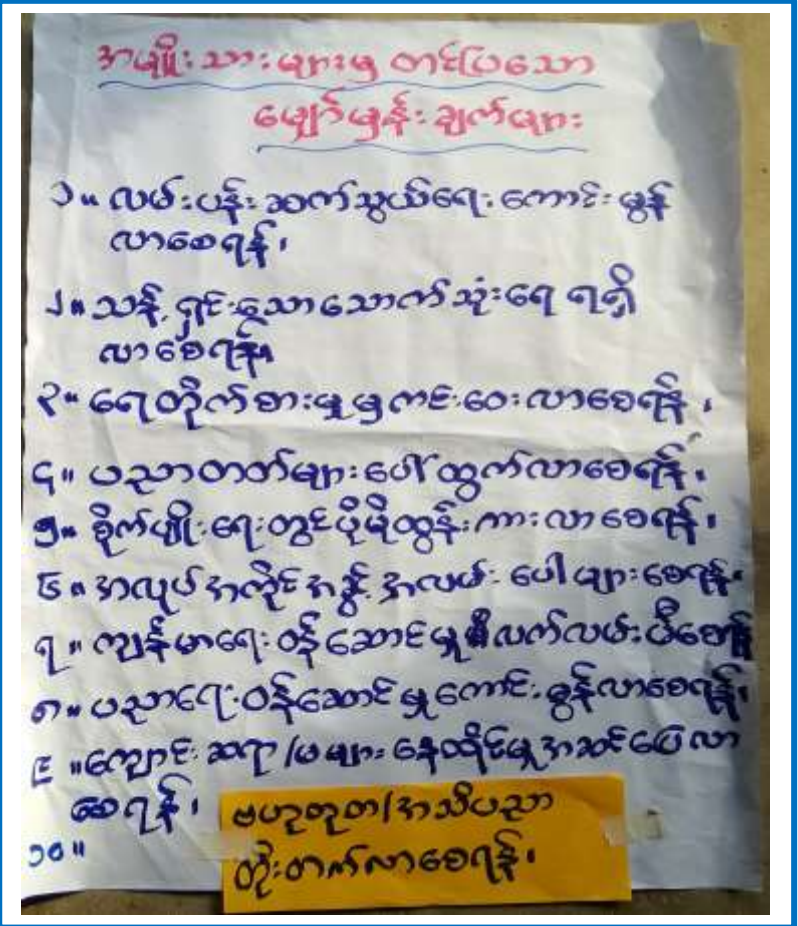 အမျိုးသားများမှ တင်ပြသော
မျှော်မှန်းချက်များ
၁။ လမ်းပန်းဆက်သွယ်ရေးကောင်းမွန်
လာစေရန်၊
၂။ သန့်ရှင်းသောသောက်သုံးရေ ရရှိ
လာစေရန်။
၃။ ရေတိုက်စားမှုမှကင်းဝေးလာစေရန်၊
၄။ ပညာတတ်များပေါ်ထွက်လာစေရန်၊
၅။ စိုက်ပျိုးရေးတွင်ပိုမိုထွန်းကားလာစေရန်၊
၆။ အလုပ်အကိုင်အခွင့်အလမ်းပေါများစေရန်၊
၇။ ကျန်းမာရေးဝန်ဆောင်မှု လက်လမ်းမီစေရန်
၈။ ပညာရေးဝန်ဆောင်မှုကောင်းမွန်လာစေရန်၊
၉။ ကျောင်းဆရာ/မများနေထိုင်မှုအဆင်ပြေလာ
စေရန်၊
၁၀။ ဗဟုသုတ/အသိပညာ
တိုးတက်လာစေရန်၊